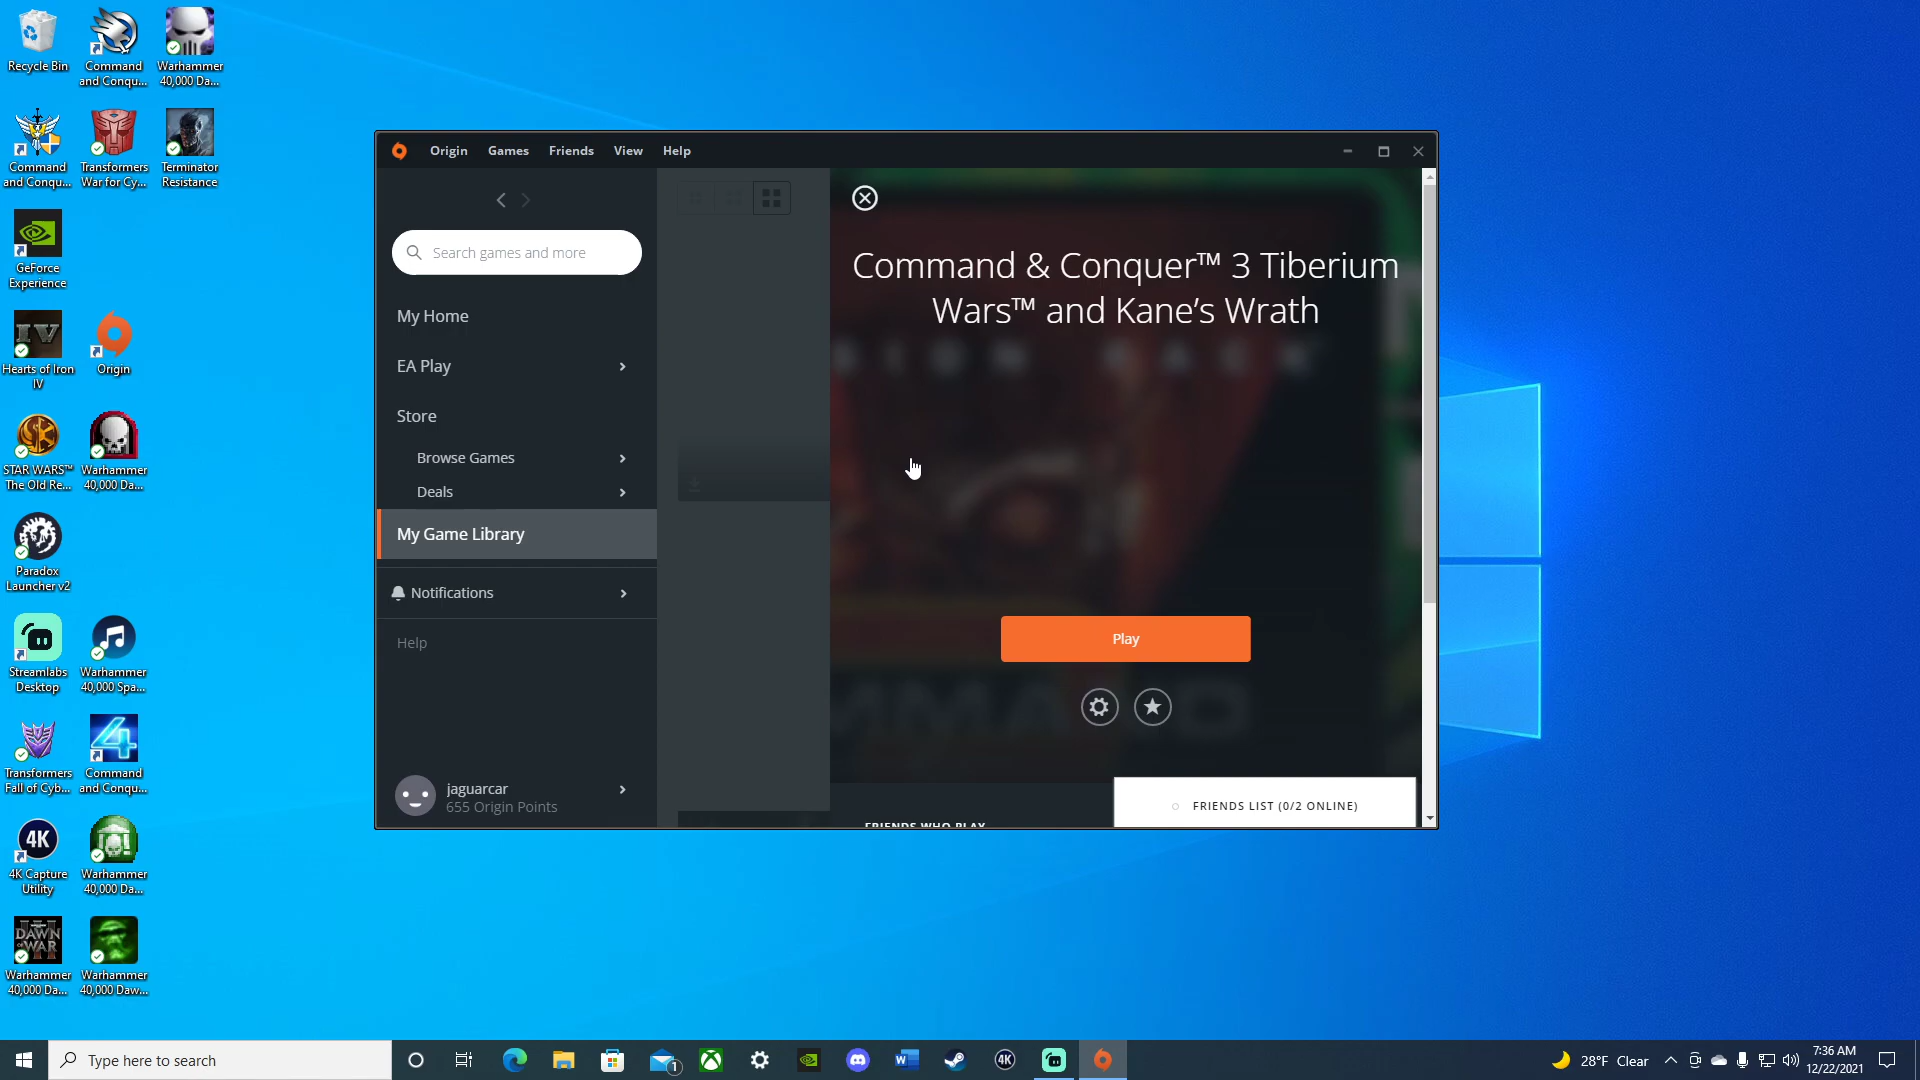 Recycle Bin
Command
and Conqu...
Warhammer
40,000 Da...
Command
and Conqu...
Transformers
War for Cy...
Terminator
Resistance
GeForce
Experience
IV
Hearts of Iron
IV
Origin
STAR WARS™
The Old Re...
Warhammer
40,000 Da...
Paradox
Launcher v2
Streamlabs
Desktop
Warhammer
40,000 Spa...
Transformers
Fall of Cyb...
4
Command
and Conqu...
4K
4K Capture
Utility
Warhammer
40,000 Da...
DAWN
OF WAR
Warhammer
40,000 Da...
Warhammer
40,000 Daw...
Origin Games Friends View Help
Search games and more
My Home
EA Play
Store
Browse Games
Deals
My Game Library
Notifications
Help
jaguarcar
655 Origin Points
Command & Conquer™ 3 Tiberium
Wars™ and Kane’s Wrath
Play
FRIENDS WHO PLAY
FRIENDS LIST (0/2 ONLINE)
Type here to search
1
4K
28°F Clear
7:36 AM
12/22/2021